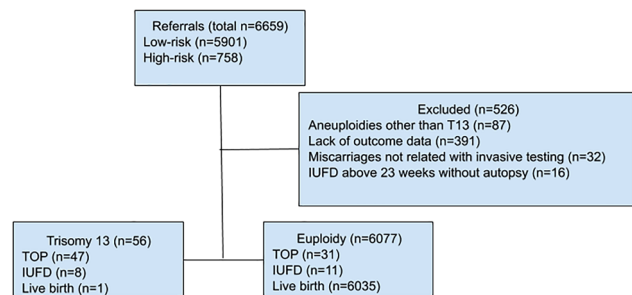 Referrals (total n=6659)
Low-risk (n=5901)
High-risk (n=758)
Excluded (n=526)
Aneuploidies other than T13 (n=87)
Lack of outcome data (n=391)
Miscarriages not related with invasive testing (n=32)
IUFD above 23 weeks without autopsy (n=16)
Trisomy 13 (n=56)
TOP (n=47)
IUFD (n=8)
Live birth (n=1)
Euploidy (n=6077)
TOP (n=31)
IUFD (n=11)
Live birth (n=6035)